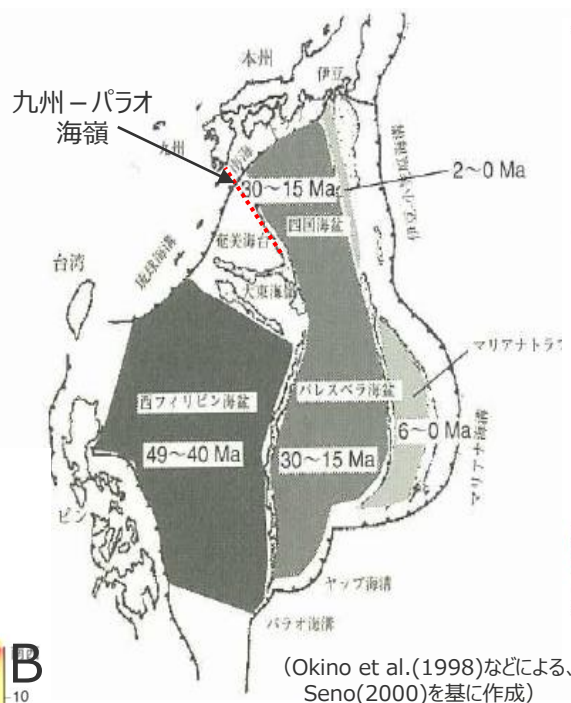 本州
伊豆
九州－パラオ
海嶺
九州
南海
2～0 Ma
30～15 Ma
四国海盆
奄美海台
台湾
琉球海溝
大東海嶺
マリアナトラフ
西フィリピン海盆
パレスベラ海盆
6～0 Ma
49～40 Ma
30～15 Ma
マリアナ海溝
ピン
ヤップ海溝
パラオ海溝
B
10
（Okino et al.(1998)などによる、
Seno(2000)を基に作成）